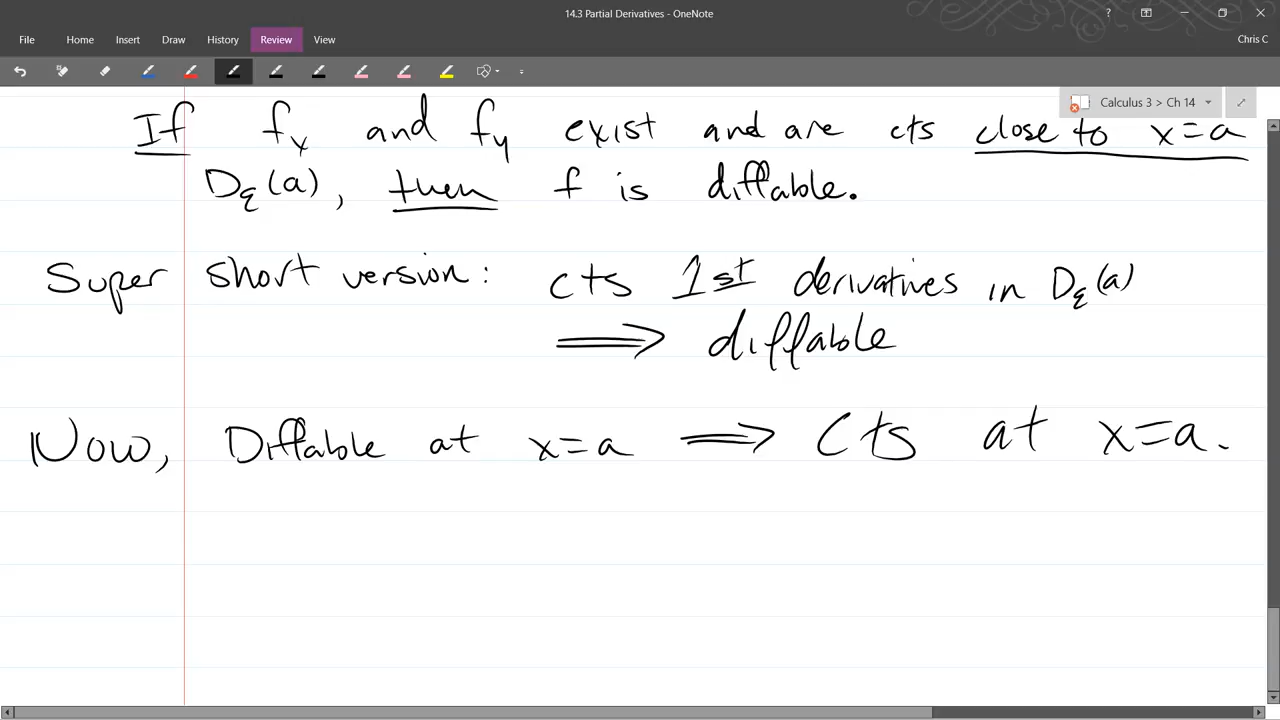 14.3 Partial Derivatives - OneNote
File Home Insert Draw History Review View
Chris C
Calculus 3 > Ch 14
If fx and fy exist and are cts close to x=a
Dε(a), then f is diffable.
Super short version: cts 1st derivatives in Dε(a)
⟹ diffable
Now, Diffable at x=a ⟹ Cts at x=a.